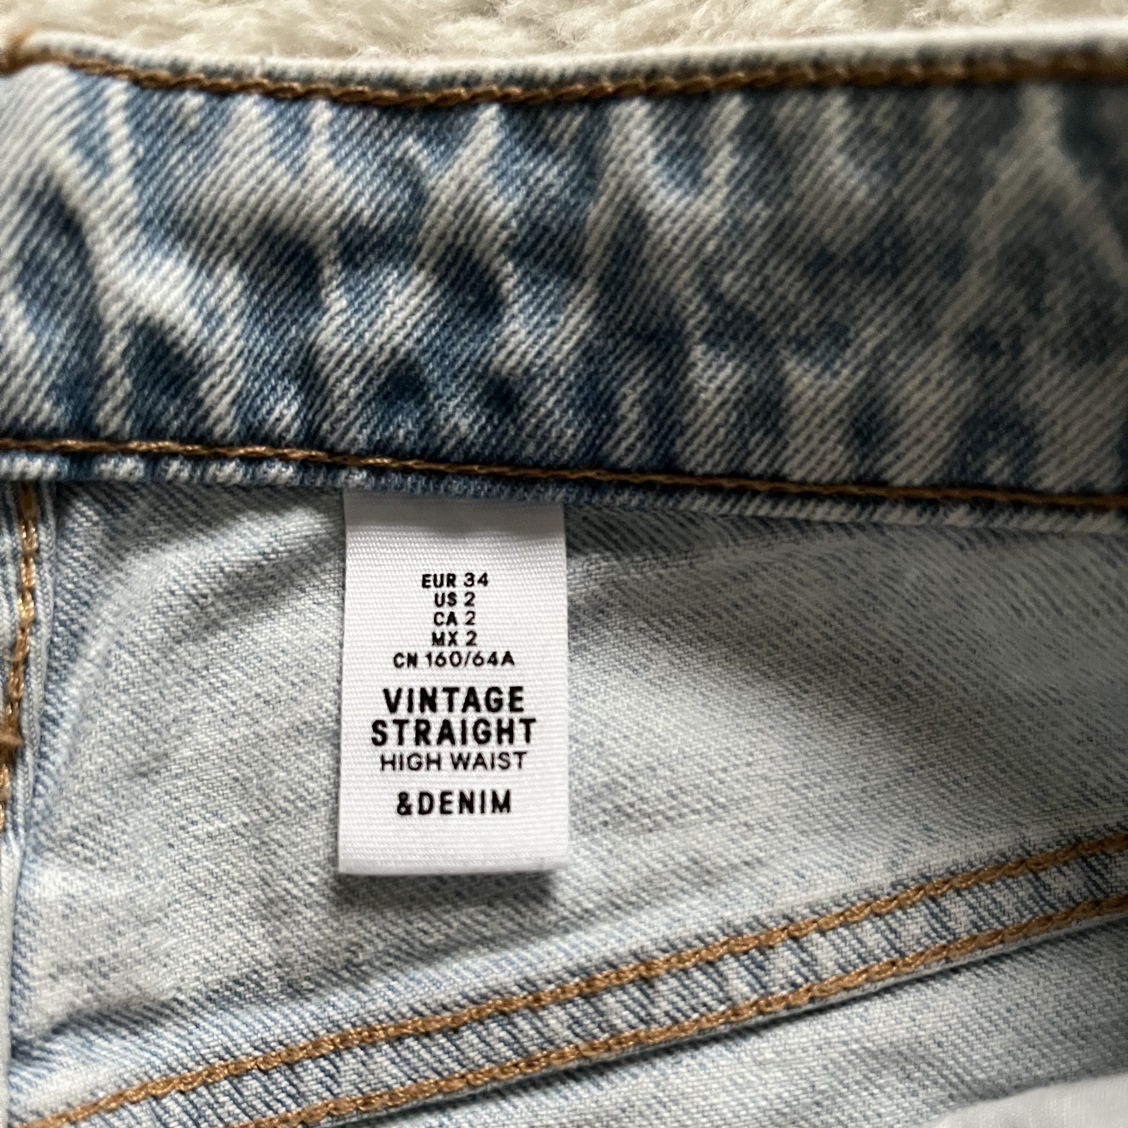 EUR 34
US 2
CA 2
MX 2
CN 160/64A
VINTAGE
STRAIGHT
HIGH WAIST
&DENIM